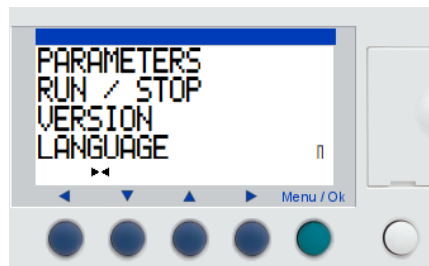 PARAMETERS
RUN / STOP
VERSION
LANGUAGE
Menu / Ok